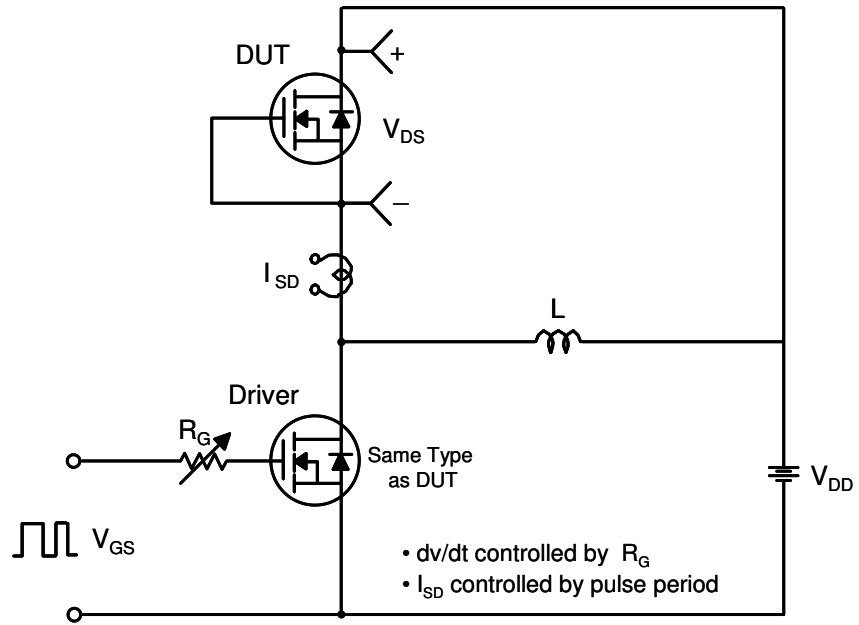 DUT
+
V_DS
–
I_SD
L
Driver
R_G
Same Type
as DUT
V_DD
V_GS
• dv/dt controlled by R_G
• I_SD controlled by pulse period